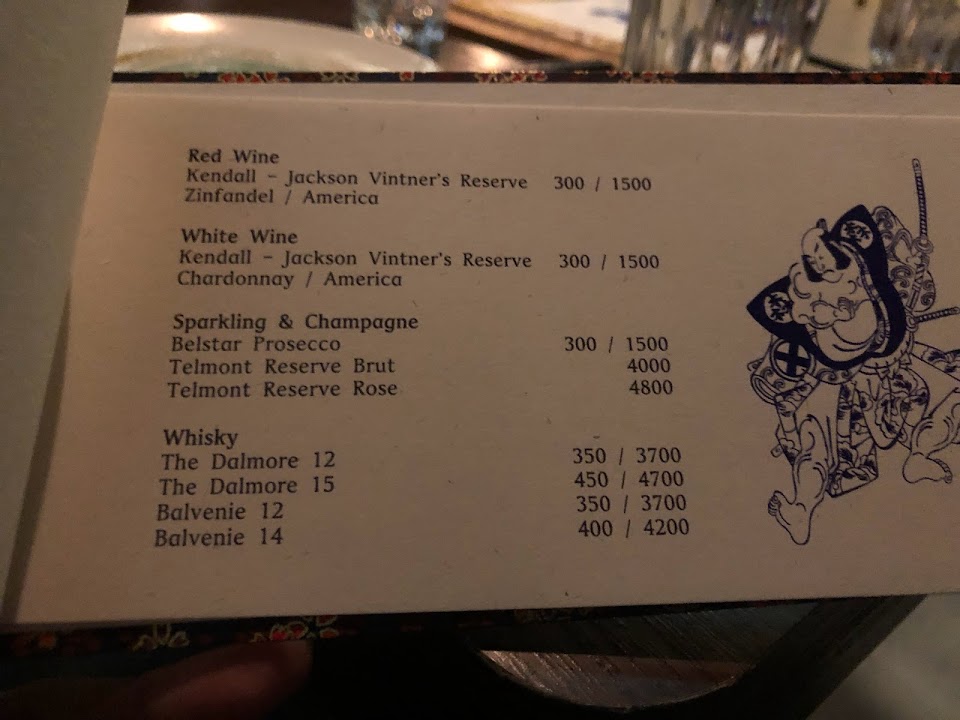 Red Wine
Kendall - Jackson Vintner's Reserve 300 / 1500
Zinfandel / America
White Wine
Kendall - Jackson Vintner's Reserve 300 / 1500
Chardonnay / America
Sparkling & Champagne
Belstar Prosecco 300 / 1500
Telmont Reserve Brut 4000
Telmont Reserve Rose 4800
Whisky
The Dalmore 12 350 / 3700
The Dalmore 15 450 / 4700
Balvenie 12 350 / 3700
Balvenie 14 400 / 4200